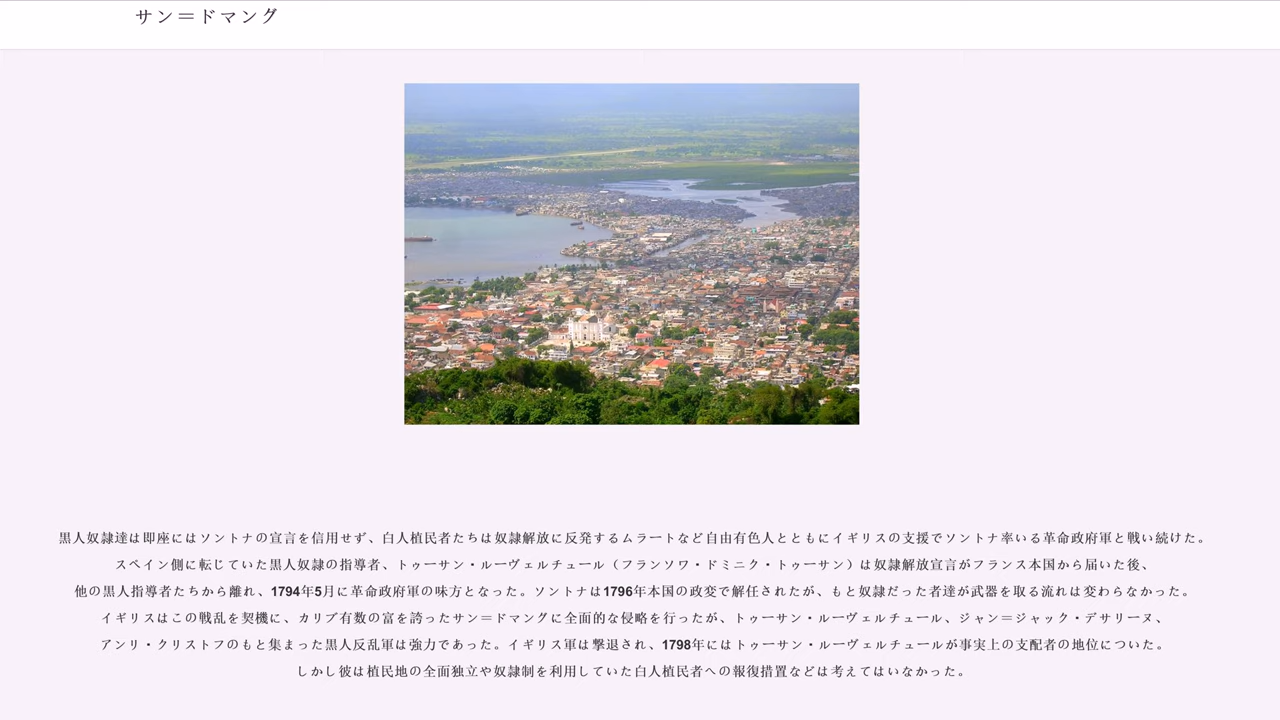 サン＝ドマング
黒人奴隷達は即座にはソントナの宣言を信用せず、白人植民者たちは奴隷解放に反発するムラートなど自由有色人とともにイギリスの支援でソントナ率いる革命政府軍と戦い続けた。
スペイン側に転じていた黒人奴隷の指導者、トゥーサン・ルーヴェルチュール（フランソワ・ドミニク・トゥーサン）は奴隷解放宣言がフランス本国から届いた後、
他の黒人指導者たちから離れ、1794年5月に革命政府軍の味方となった。ソントナは1796年本国の政変で解任されたが、もと奴隷だった者達が武器を取る流れは変わらなかった。
イギリスはこの戦乱を契機に、カリブ有数の富を誇ったサン＝ドマングに全面的な侵略を行ったが、トゥーサン・ルーヴェルチュール、ジャン＝ジャック・デサリーヌ、
アンリ・クリストフのもと集まった黒人反乱軍は強力であった。イギリス軍は撃退され、1798年にはトゥーサン・ルーヴェルチュールが事実上の支配者の地位についた。
しかし彼は植民地の全面独立や奴隷制を利用していた白人植民者への報復措置などは考えてはいなかった。